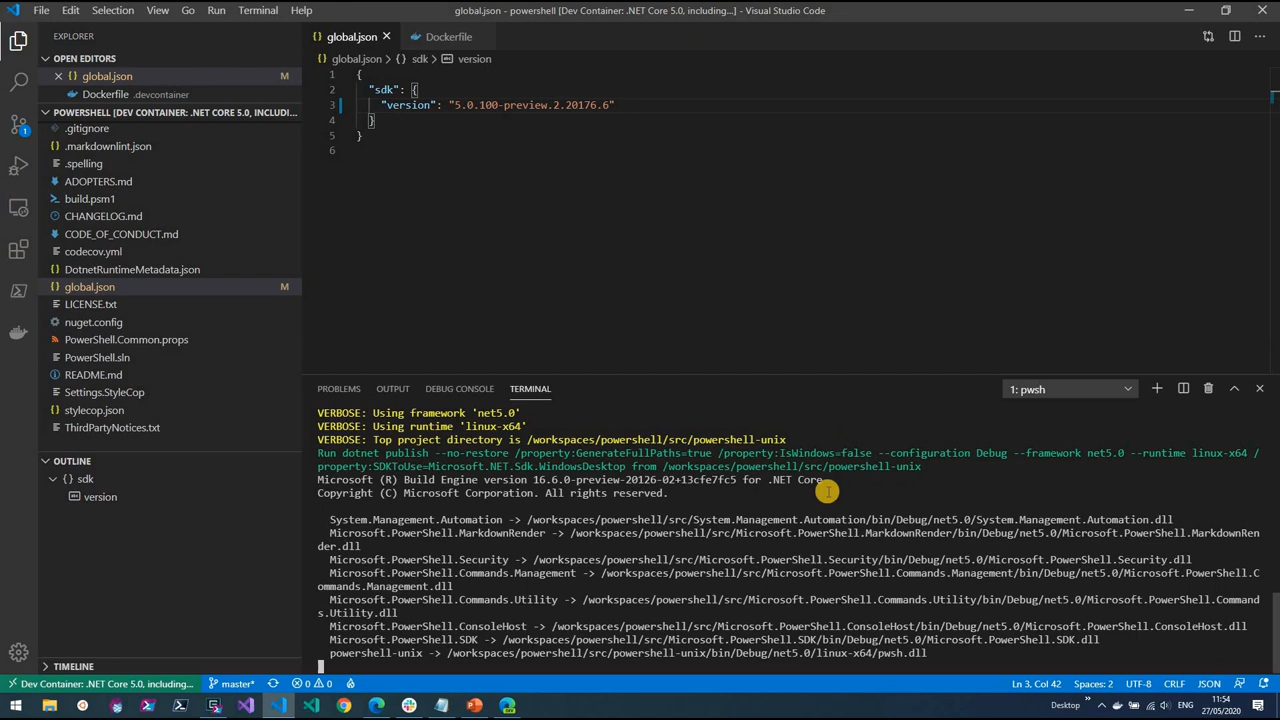 File Edit Selection View Go Run Terminal Help
global.json - powershell [Dev Container: .NET Core 5.0, including...] - Visual Studio Code
EXPLORER
OPEN EDITORS
global.json M
Dockerfile .devcontainer
POWERSHELL [DEV CONTAINER: .NET CORE 5.0, INCLUDI...
.gitignore
.markdownlint.json
.spelling
ADOPTERS.md
build.psm1
CHANGELOG.md
CODE_OF_CONDUCT.md
codecov.yml
DotnetRuntimeMetadata.json
global.json M
LICENSE.txt
nuget.config
PowerShell.Common.props
PowerShell.sln
README.md
Settings.StyleCop
stylecop.json
ThirdPartyNotices.txt
OUTLINE
sdk
version
TIMELINE
1
global.json
Dockerfile
global.json > {} sdk > version
1 {
2 "sdk": {
3 "version": "5.0.100-preview.2.20176.6"
4 }
5 }
6
PROBLEMS OUTPUT DEBUG CONSOLE TERMINAL
1: pwsh
VERBOSE: Using framework 'net5.0'
VERBOSE: Using runtime 'linux-x64'
VERBOSE: Top project directory is /workspaces/powershell/src/powershell-unix
Run dotnet publish --no-restore /property:GenerateFullPaths=true /property:IsWindows=false --configuration Debug --framework net5.0 --runtime linux-x64 /
property:SDKToUse=Microsoft.NET.Sdk.WindowsDesktop from /workspaces/powershell/src/powershell-unix
Microsoft (R) Build Engine version 16.6.0-preview-20126-02+13cfe7fc5 for .NET Core
Copyright (C) Microsoft Corporation. All rights reserved.
System.Management.Automation -> /workspaces/powershell/src/System.Management.Automation/bin/Debug/net5.0/System.Management.Automation.dll
Microsoft.PowerShell.MarkdownRender -> /workspaces/powershell/src/Microsoft.PowerShell.MarkdownRender/bin/Debug/net5.0/Microsoft.PowerShell.MarkdownRen
der.dll
Microsoft.PowerShell.Security -> /workspaces/powershell/src/Microsoft.PowerShell.Security/bin/Debug/net5.0/Microsoft.PowerShell.Security.dll
Microsoft.PowerShell.Commands.Management -> /workspaces/powershell/src/Microsoft.PowerShell.Commands.Management/bin/Debug/net5.0/Microsoft.PowerShell.C
ommands.Management.dll
Microsoft.PowerShell.Commands.Utility -> /workspaces/powershell/src/Microsoft.PowerShell.Commands.Utility/bin/Debug/net5.0/Microsoft.PowerShell.Command
s.Utility.dll
Microsoft.PowerShell.ConsoleHost -> /workspaces/powershell/src/Microsoft.PowerShell.ConsoleHost/bin/Debug/net5.0/Microsoft.PowerShell.ConsoleHost.dll
Microsoft.PowerShell.SDK -> /workspaces/powershell/src/Microsoft.PowerShell.SDK/bin/Debug/net5.0/Microsoft.PowerShell.SDK.dll
powershell-unix -> /workspaces/powershell/src/powershell-unix/bin/Debug/net5.0/linux-x64/pwsh.dll
Dev Container: .NET Core 5.0, including... master* 0 0 Ln 3, Col 42 Spaces: 2 UTF-8 CRLF JSON
Desktop ENG 11:54
27/05/2020